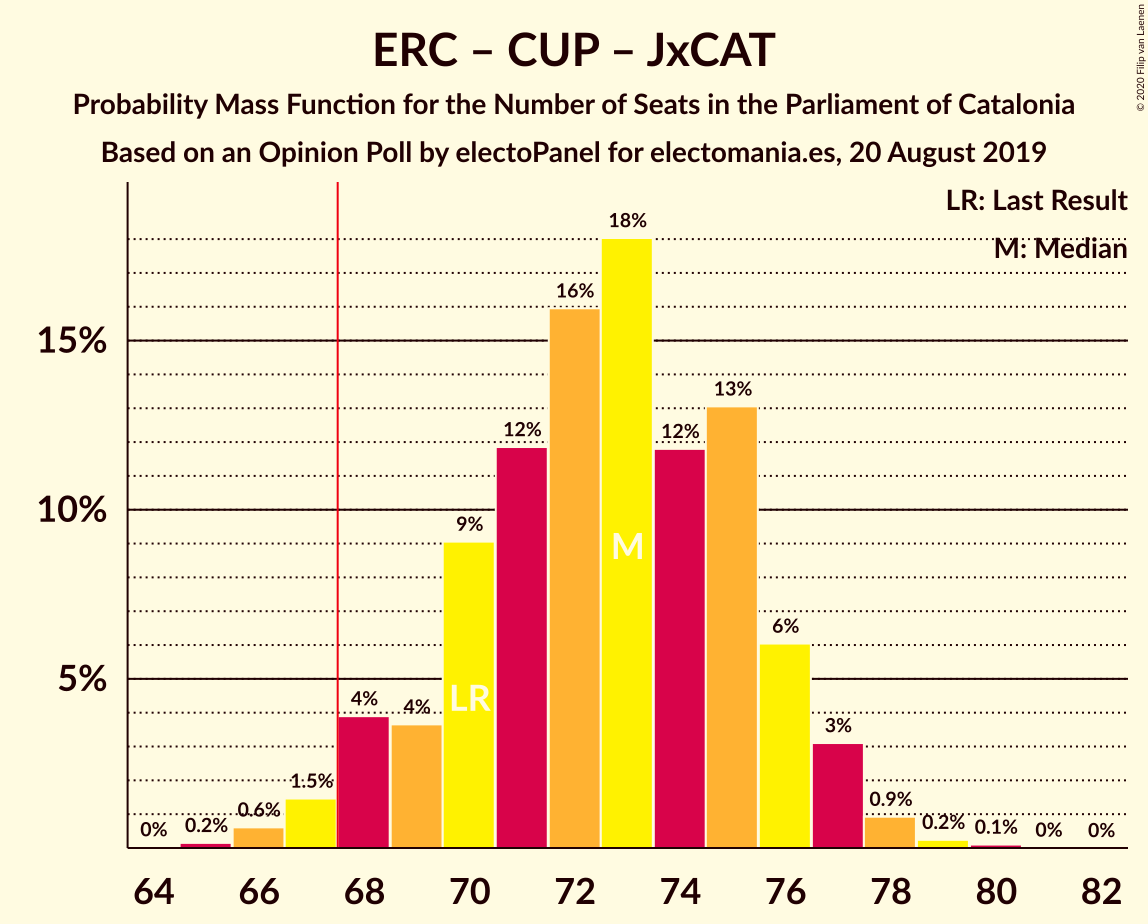 ERC – CUP – JxCAT
Probability Mass Function for the Number of Seats in the Parliament of Catalonia
Based on an Opinion Poll by electoPanel for electomania.es, 20 August 2019
© 2020 Filip van Laenen
LR: Last Result
M: Median
18%
16%
15%
13%
12%
12%
10%
9%
M
6%
5%
4%
4%
LR
3%
1.5%
0.9%
0.6%
0%
0.2%
0.2%
0.1%
0%
0%
64 66 68 70 72 74 76 78 80 82